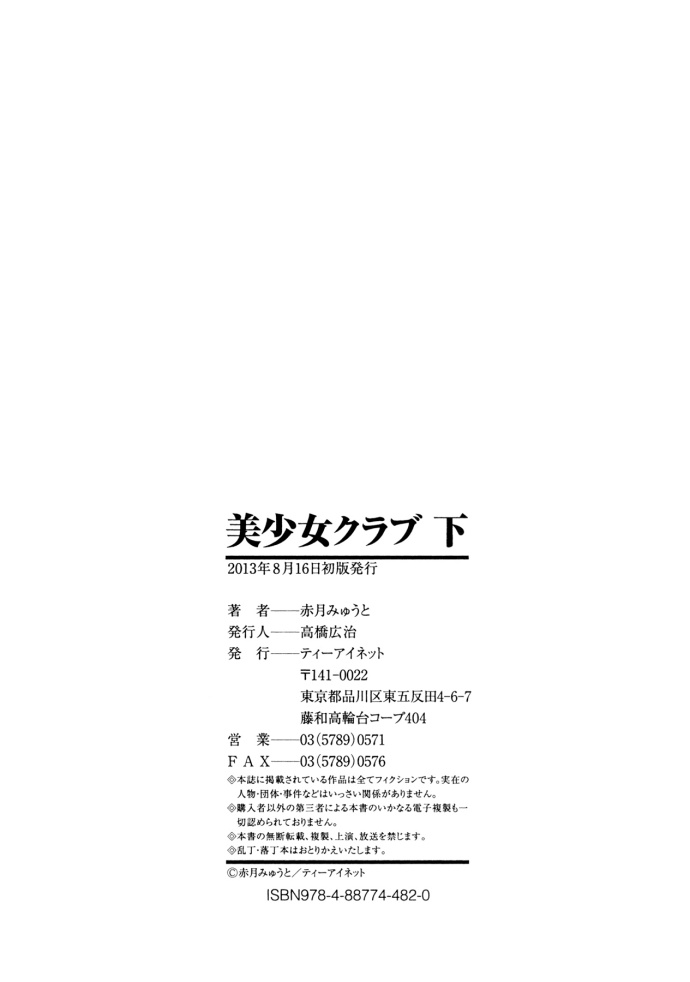 美少女クラブ 下
2013年8月16日初版発行
著　者――赤月みゅうと
発行人――高橋広治
発　行――ティーアイネット
〒141-0022
東京都品川区東五反田4-6-7
藤和高輪台コープ404
営　業――03(5789)0571
ＦＡＸ――03(5789)0576
◇本誌に掲載されている作品は全てフィクションです。実在の
人物・団体・事件などはいっさい関係がありません。
◇購入者以外の第三者による本書のいかなる電子複製も一
切認められておりません。
◇本書の無断転載、複製、上演、放送を禁じます。
◇乱丁・落丁本はおとりかえいたします。
©赤月みゅうと／ティーアイネット
ISBN978-4-88774-482-0